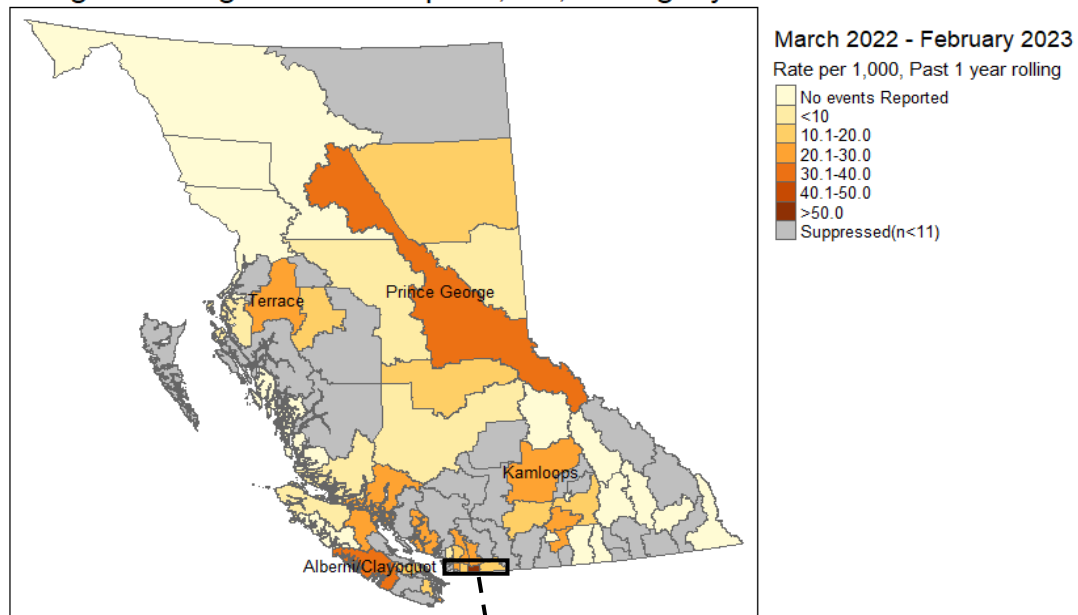 March 2022 - February 2023
Rate per 1,000, Past 1 year rolling
No events Reported
<10
10.1-20.0
20.1-30.0
30.1-40.0
40.1-50.0
>50.0
Suppressed(n<11)
Prince George
Terrace
Kamloops
Alberni/Clayoquot